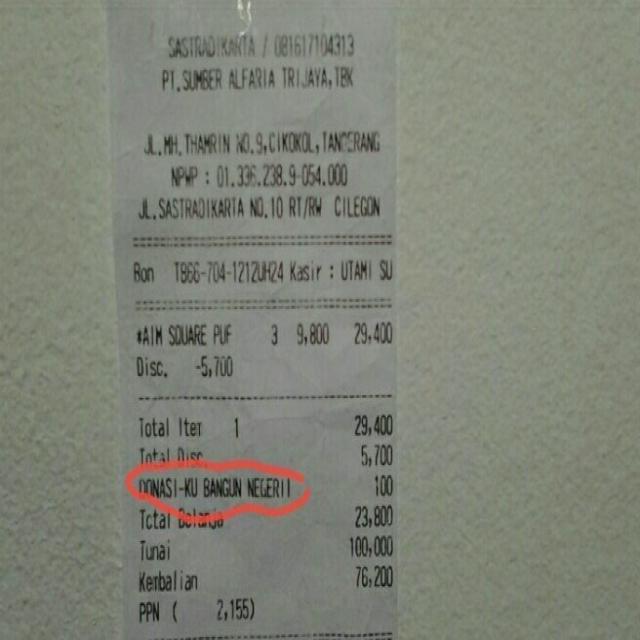 SASTRADIKARTA / 081617104313
PT.SUMBER ALFARIA TRIJAYA,TBK
JL.MH.THAMRIN NO.9,CIKOKOL,TANGERANG
NPWP : 01.336.238.9-054.000
JL.SASTRADIKARTA NO.10 RT/RW CILEGON
Bon TB66-704-1212UH24 Kasir : UTAMI SU
*AIM SQUARE PUF 3 9,800 29,400
Disc. -5,700
Total Item 1 29,400
Total Disc. 5,700
DONASI-KU BANGUN NEGERI! 100
Total Belanja 23,800
Tunai 100,000
Kembalian 76,200
PPN ( 2,155)